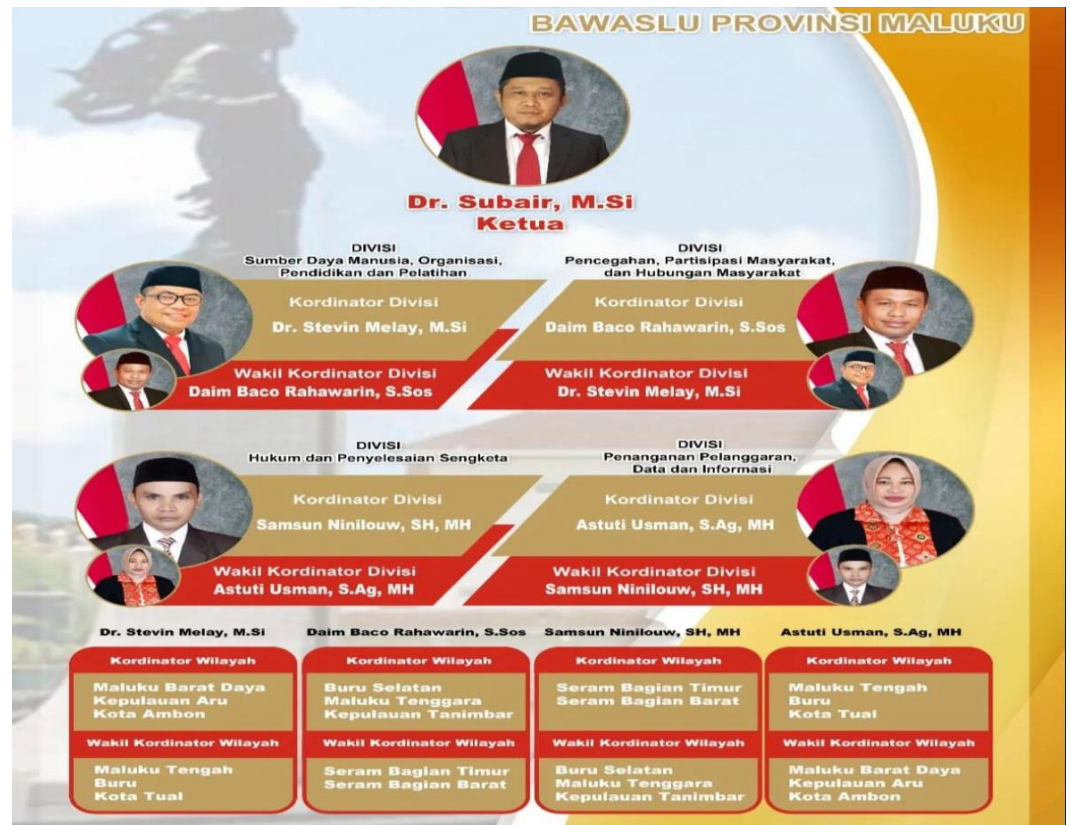 BAWASLU PROVINSI MALUKU
Dr. Subair, M.Si
Ketua
DIVISI
Sumber Daya Manusia, Organisasi,
Pendidikan dan Pelatihan
Kordinator Divisi
Dr. Stevin Melay, M.Si
Wakil Kordinator Divisi
Daim Baco Rahawarin, S.Sos
DIVISI
Pencegahan, Partisipasi Masyarakat,
dan Hubungan Masyarakat
Kordinator Divisi
Daim Baco Rahawarin, S.Sos
Wakil Kordinator Divisi
Dr. Stevin Melay, M.Si
DIVISI
Hukum dan Penyelesaian Sengketa
Kordinator Divisi
Samsun Ninilouw, SH, MH
Wakil Kordinator Divisi
Astuti Usman, S.Ag, MH
DIVISI
Penanganan Pelanggaran,
Data dan Informasi
Kordinator Divisi
Astuti Usman, S.Ag, MH
Wakil Kordinator Divisi
Samsun Ninilouw, SH, MH
Dr. Stevin Melay, M.Si
Kordinator Wilayah
Maluku Barat Daya
Kepulauan Aru
Kota Ambon
Wakil Kordinator Wilayah
Maluku Tengah
Buru
Kota Tual
Daim Baco Rahawarin, S.Sos
Kordinator Wilayah
Buru Selatan
Maluku Tenggara
Kepulauan Tanimbar
Wakil Kordinator Wilayah
Seram Bagian Timur
Seram Bagian Barat
Samsun Ninilouw, SH, MH
Kordinator Wilayah
Seram Bagian Timur
Seram Bagian Barat
Wakil Kordinator Wilayah
Buru Selatan
Maluku Tenggara
Kepulauan Tanimbar
Astuti Usman, S.Ag, MH
Kordinator Wilayah
Maluku Tengah
Buru
Kota Tual
Wakil Kordinator Wilayah
Maluku Barat Daya
Kepulauan Aru
Kota Ambon